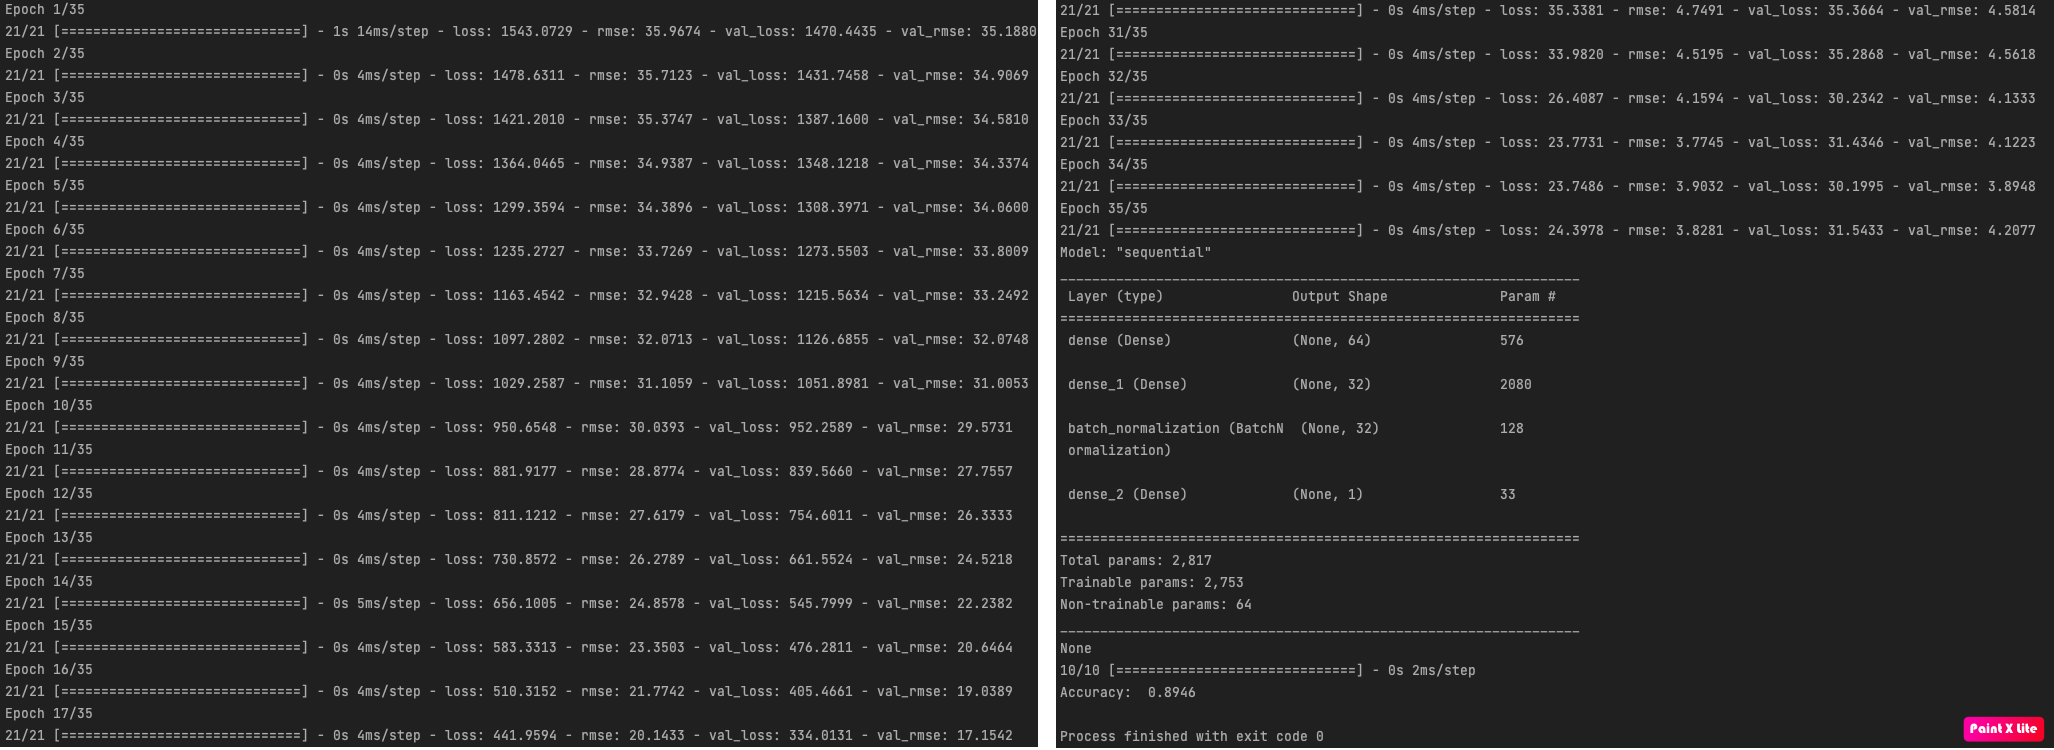 Epoch 1/35
21/21 [==============================] - 1s 14ms/step - loss: 1543.0729 - rmse: 35.9674 - val_loss: 1470.4435 - val_rmse: 35.1880
Epoch 2/35
21/21 [==============================] - 0s 4ms/step - loss: 1478.6311 - rmse: 35.7123 - val_loss: 1431.7458 - val_rmse: 34.9069
Epoch 3/35
21/21 [==============================] - 0s 4ms/step - loss: 1421.2010 - rmse: 35.3747 - val_loss: 1387.1600 - val_rmse: 34.5810
Epoch 4/35
21/21 [==============================] - 0s 4ms/step - loss: 1364.0465 - rmse: 34.9387 - val_loss: 1348.1218 - val_rmse: 34.3374
Epoch 5/35
21/21 [==============================] - 0s 4ms/step - loss: 1299.3594 - rmse: 34.3896 - val_loss: 1308.3971 - val_rmse: 34.0600
Epoch 6/35
21/21 [==============================] - 0s 4ms/step - loss: 1235.2727 - rmse: 33.7269 - val_loss: 1273.5503 - val_rmse: 33.8009
Epoch 7/35
21/21 [==============================] - 0s 4ms/step - loss: 1163.4542 - rmse: 32.9428 - val_loss: 1215.5634 - val_rmse: 33.2492
Epoch 8/35
21/21 [==============================] - 0s 4ms/step - loss: 1097.2802 - rmse: 32.0713 - val_loss: 1126.6855 - val_rmse: 32.0748
Epoch 9/35
21/21 [==============================] - 0s 4ms/step - loss: 1029.2587 - rmse: 31.1059 - val_loss: 1051.8981 - val_rmse: 31.0053
Epoch 10/35
21/21 [==============================] - 0s 4ms/step - loss: 950.6548 - rmse: 30.0393 - val_loss: 952.2589 - val_rmse: 29.5731
Epoch 11/35
21/21 [==============================] - 0s 4ms/step - loss: 881.9177 - rmse: 28.8774 - val_loss: 839.5660 - val_rmse: 27.7557
Epoch 12/35
21/21 [==============================] - 0s 4ms/step - loss: 811.1212 - rmse: 27.6179 - val_loss: 754.6011 - val_rmse: 26.3333
Epoch 13/35
21/21 [==============================] - 0s 4ms/step - loss: 730.8572 - rmse: 26.2789 - val_loss: 661.5524 - val_rmse: 24.5218
Epoch 14/35
21/21 [==============================] - 0s 5ms/step - loss: 656.1005 - rmse: 24.8578 - val_loss: 545.7999 - val_rmse: 22.2382
Epoch 15/35
21/21 [==============================] - 0s 4ms/step - loss: 583.3313 - rmse: 23.3503 - val_loss: 476.2811 - val_rmse: 20.6464
Epoch 16/35
21/21 [==============================] - 0s 4ms/step - loss: 510.3152 - rmse: 21.7742 - val_loss: 405.4661 - val_rmse: 19.0389
Epoch 17/35
21/21 [==============================] - 0s 4ms/step - loss: 441.9594 - rmse: 20.1433 - val_loss: 334.0131 - val_rmse: 17.1542
21/21 [==============================] - 0s 4ms/step - loss: 35.3381 - rmse: 4.7491 - val_loss: 35.3664 - val_rmse: 4.5814
Epoch 31/35
21/21 [==============================] - 0s 4ms/step - loss: 33.9820 - rmse: 4.5195 - val_loss: 35.2868 - val_rmse: 4.5618
Epoch 32/35
21/21 [==============================] - 0s 4ms/step - loss: 26.4087 - rmse: 4.1594 - val_loss: 30.2342 - val_rmse: 4.1333
Epoch 33/35
21/21 [==============================] - 0s 4ms/step - loss: 23.7731 - rmse: 3.7745 - val_loss: 31.4346 - val_rmse: 4.1223
Epoch 34/35
21/21 [==============================] - 0s 4ms/step - loss: 23.7486 - rmse: 3.9032 - val_loss: 30.1995 - val_rmse: 3.8948
Epoch 35/35
21/21 [==============================] - 0s 4ms/step - loss: 24.3978 - rmse: 3.8281 - val_loss: 31.5433 - val_rmse: 4.2077
Model: "sequential"
_________________________________________________________________
Layer (type) Output Shape Param #
=================================================================
dense (Dense) (None, 64) 576
dense_1 (Dense) (None, 32) 2080
batch_normalization (BatchN (None, 32) 128
ormalization)
dense_2 (Dense) (None, 1) 33
=================================================================
Total params: 2,817
Trainable params: 2,753
Non-trainable params: 64
_________________________________________________________________
None
10/10 [==============================] - 0s 2ms/step
Accuracy:  0.8946
Process finished with exit code 0
Paint X Lite